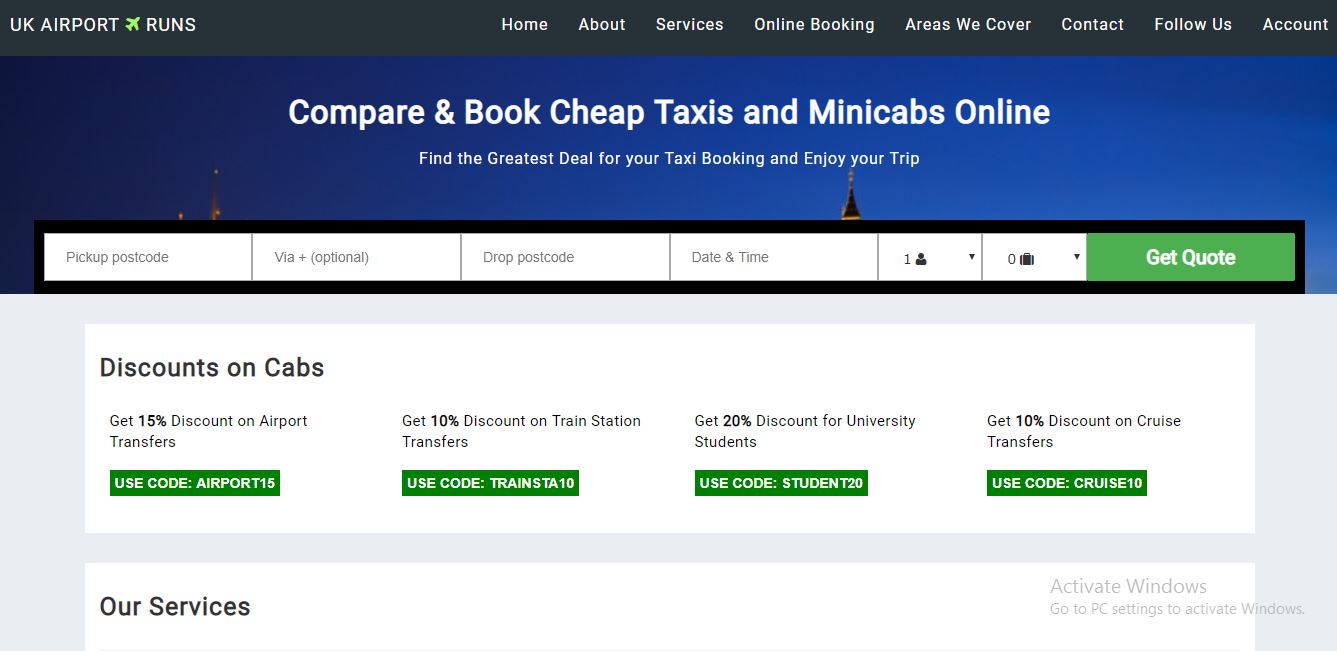 UK AIRPORT RUNS
Home About Services Online Booking Areas We Cover Contact Follow Us Account
Compare & Book Cheap Taxis and Minicabs Online
Find the Greatest Deal for your Taxi Booking and Enjoy your Trip
Pickup postcode Via + (optional) Drop postcode Date & Time 1 0 Get Quote
Discounts on Cabs
Get 15% Discount on Airport
Transfers
USE CODE: AIRPORT15
Get 10% Discount on Train Station
Transfers
USE CODE: TRAINSTA10
Get 20% Discount for University
Students
USE CODE: STUDENT20
Get 10% Discount on Cruise
Transfers
USE CODE: CRUISE10
Our Services
Activate Windows
Go to PC settings to activate Windows.